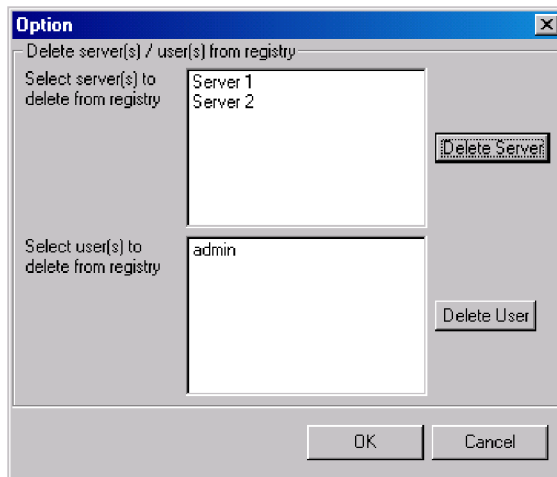 Option
Delete server(s) / user(s) from registry
Select server(s) to
delete from registry
Server 1
Server 2
Delete Server
Select user(s) to
delete from registry
admin
Delete User
OK
Cancel